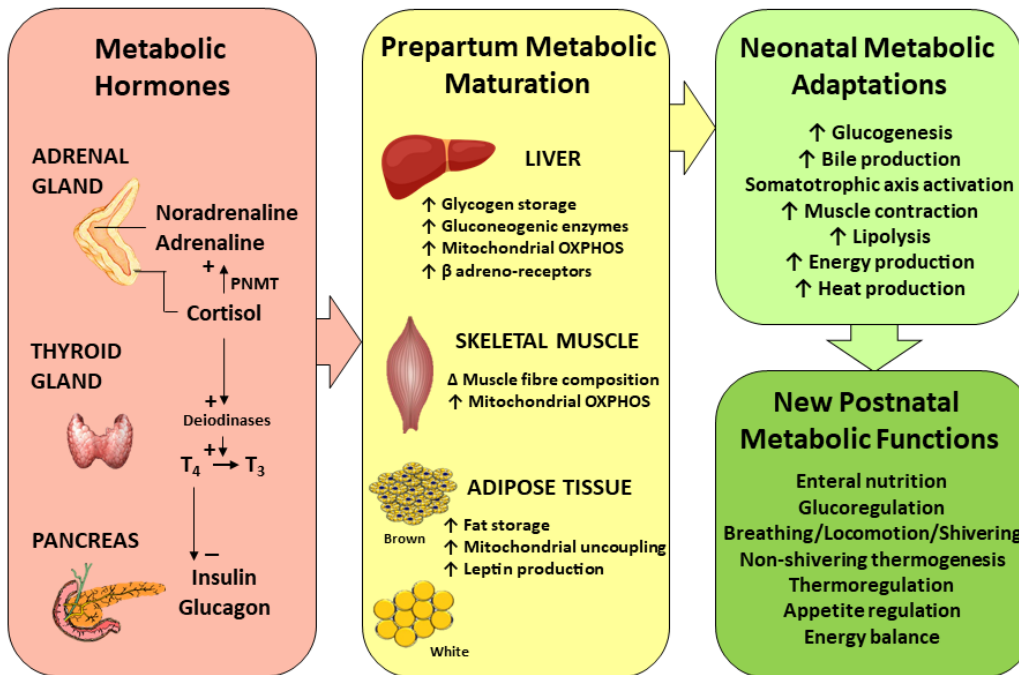 Metabolic
Hormones
ADRENAL
GLAND
Noradrenaline
Adrenaline
+
↑ PNMT
Cortisol
THYROID
GLAND
+
Deiodinases
+
T₄ → T₃
PANCREAS
−
Insulin
Glucagon
Prepartum Metabolic
Maturation
LIVER
↑ Glycogen storage
↑ Gluconeogenic enzymes
↑ Mitochondrial OXPHOS
↑ β adreno-receptors
SKELETAL MUSCLE
Δ Muscle fibre composition
↑ Mitochondrial OXPHOS
ADIPOSE TISSUE
↑ Fat storage
Brown
↑ Mitochondrial uncoupling
↑ Leptin production
White
Neonatal Metabolic
Adaptations
↑ Glucogenesis
↑ Bile production
Somatotrophic axis activation
↑ Muscle contraction
↑ Lipolysis
↑ Energy production
↑ Heat production
New Postnatal
Metabolic Functions
Enteral nutrition
Glucoregulation
Breathing/Locomotion/Shivering
Non-shivering thermogenesis
Thermoregulation
Appetite regulation
Energy balance